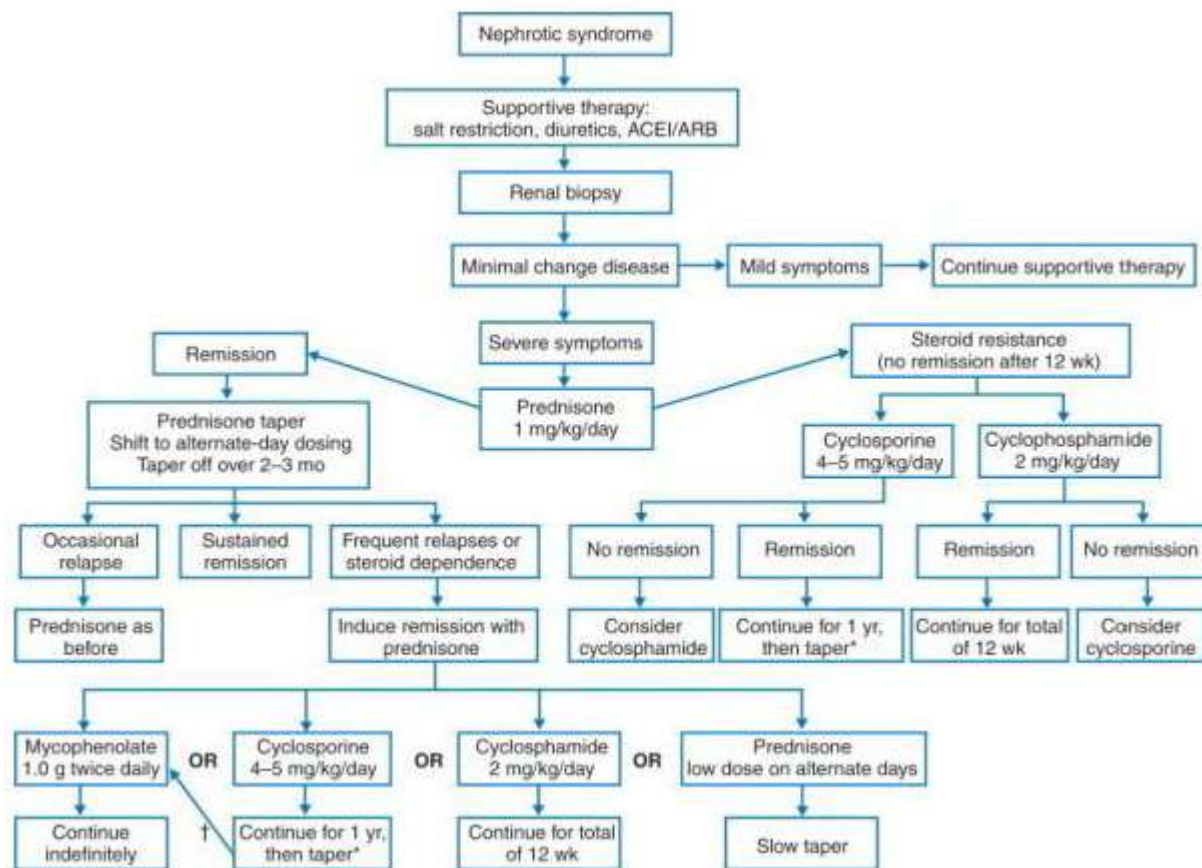 Nephrotic syndrome
Supportive therapy:
salt restriction, diuretics, ACEI/ARB
Renal biopsy
Minimal change disease
Mild symptoms
Continue supportive therapy
Severe symptoms
Remission
Steroid resistance
(no remission after 12 wk)
Prednisone
1 mg/kg/day
Prednisone taper
Shift to alternate-day dosing
Taper off over 2–3 mo
Cyclosporine
4–5 mg/kg/day
Cyclophosphamide
2 mg/kg/day
Occasional
relapse
Sustained
remission
Frequent relapses or
steroid dependence
No remission
Remission
Remission
No remission
Prednisone as
before
Induce remission with
prednisone
Consider
cyclosphamide
Continue for 1 yr,
then taper*
Continue for total
of 12 wk
Consider
cyclosporine
Mycophenolate
1.0 g twice daily
OR
Cyclosporine
4–5 mg/kg/day
OR
Cyclosphamide
2 mg/kg/day
OR
Prednisone
low dose on alternate days
Continue
indefinitely
†
Continue for 1 yr,
then taper*
Continue for total
of 12 wk
Slow taper